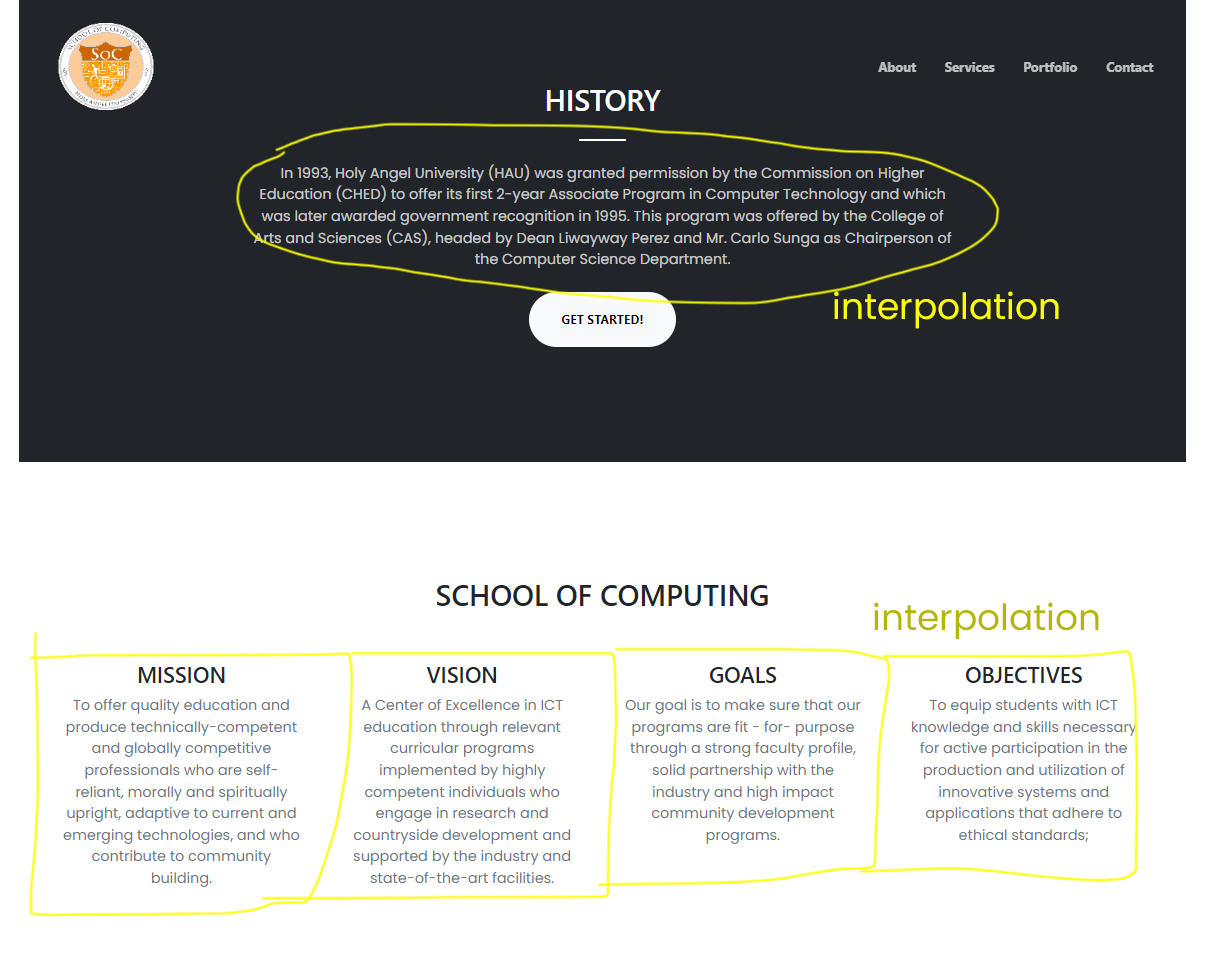 SCHOOL OF COMPUTING
SoC
HOLY ANGEL UNIVERSITY
About Services Portfolio Contact
HISTORY
In 1993, Holy Angel University (HAU) was granted permission by the Commission on Higher
Education (CHED) to offer its first 2-year Associate Program in Computer Technology and which
was later awarded government recognition in 1995. This program was offered by the College of
Arts and Sciences (CAS), headed by Dean Liwayway Perez and Mr. Carlo Sunga as Chairperson of
the Computer Science Department.
interpolation
GET STARTED!
SCHOOL OF COMPUTING
interpolation
MISSION
To offer quality education and
produce technically-competent
and globally competitive
professionals who are self-
reliant, morally and spiritually
upright, adaptive to current and
emerging technologies, and who
contribute to community
building.
VISION
A Center of Excellence in ICT
education through relevant
curricular programs
implemented by highly
competent individuals who
engage in research and
countryside development and
supported by the industry and
state-of-the-art facilities.
GOALS
Our goal is to make sure that our
programs are fit - for- purpose
through a strong faculty profile,
solid partnership with the
industry and high impact
community development
programs.
OBJECTIVES
To equip students with ICT
knowledge and skills necessary
for active participation in the
production and utilization of
innovative systems and
applications that adhere to
ethical standards;